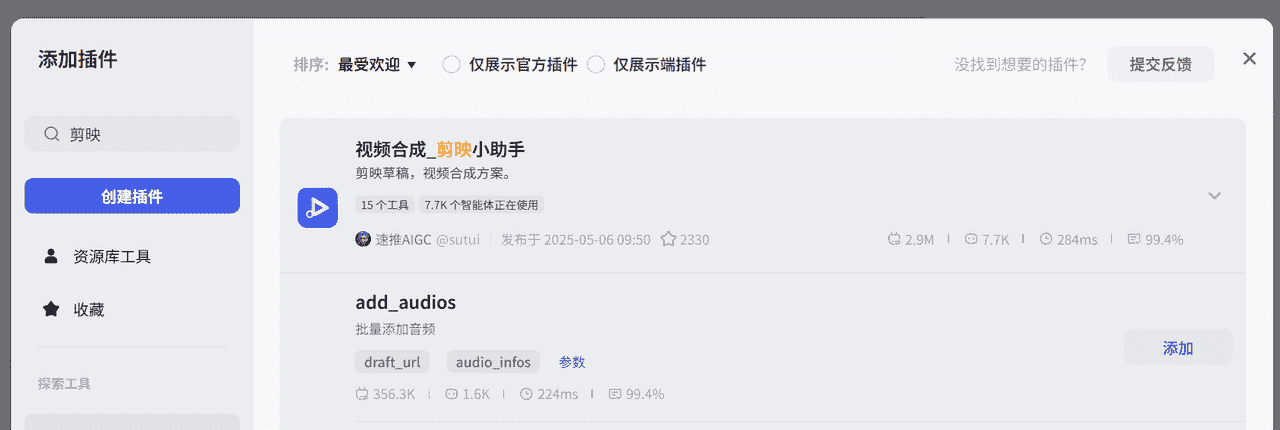 添加插件
剪映
创建插件
资源库工具
收藏
探索工具
排序: 最受欢迎 仅展示官方插件 仅展示端插件 没找到想要的插件? 提交反馈
视频合成_剪映小助手
剪映草稿，视频合成方案。
15 个工具 7.7K 个智能体正在使用
速推AIGC @sutui 发布于 2025-05-06 09:50 2330 2.9M 7.7K 284ms 99.4%
add_audios
批量添加音频
添加
draft_url audio_infos 参数
356.3K 1.6K 224ms 99.4%